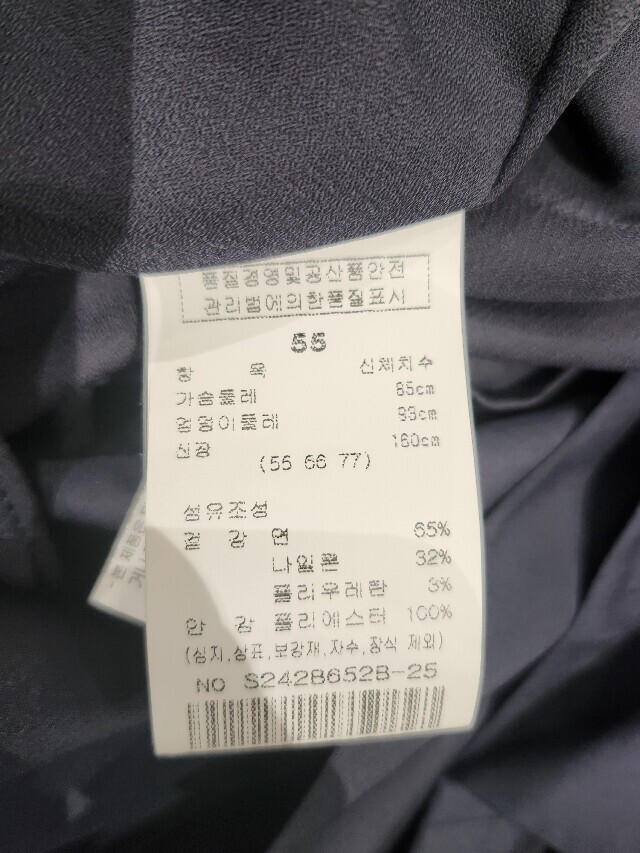 품질경영및공산품안전
관리법에의한품질표시
55
항 목 신체치수
가슴둘레 85cm
엉덩이둘레 93cm
신장 160cm
(55 66 77)
섬유조성
겉 감 면 65%
나일론 32%
폴리우레탄 3%
안 감 폴리에스터 100%
(심지,상표,보강재,자수,장식 제외)
NO S242B652B-25